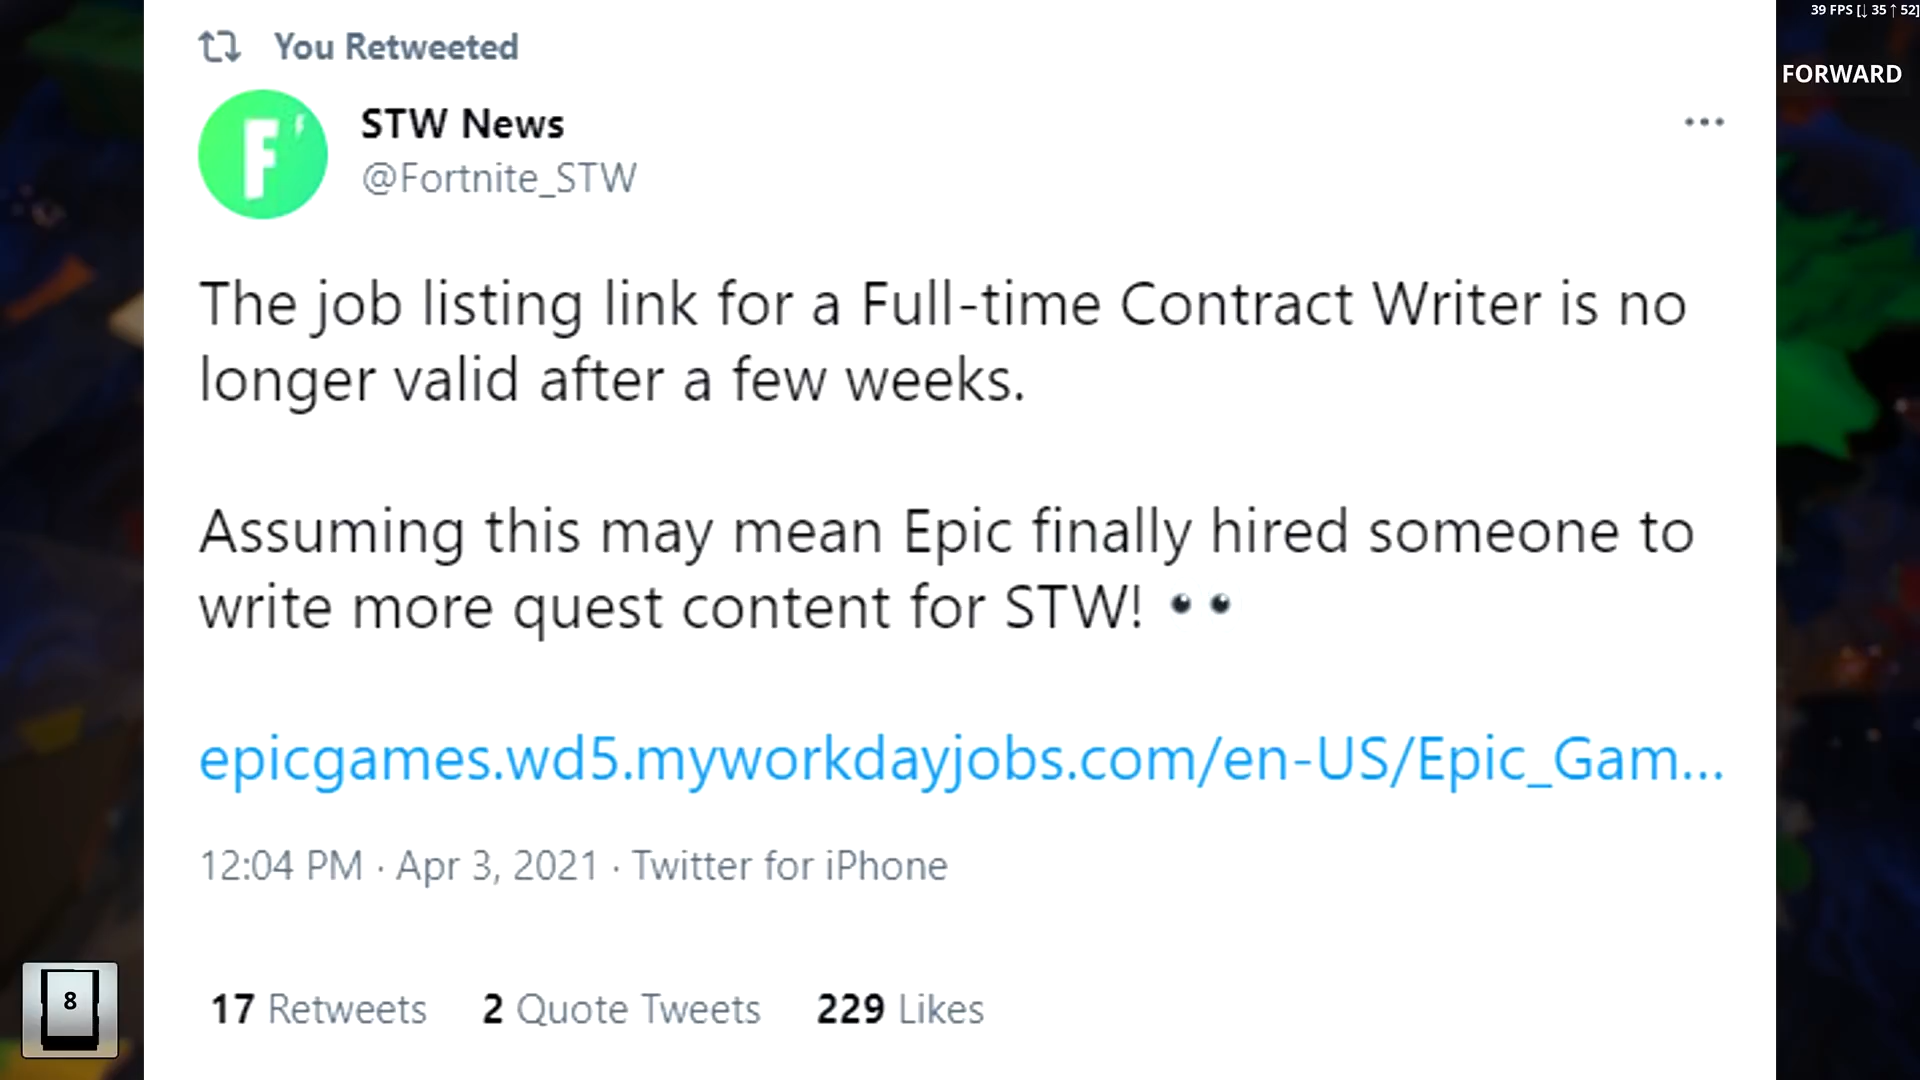 39 FPS [↓ 35 ↑ 52]
FORWARD
You Retweeted
STW News
@Fortnite_STW
The job listing link for a Full-time Contract Writer is no
longer valid after a few weeks.
Assuming this may mean Epic finally hired someone to
write more quest content for STW! 👀
epicgames.wd5.myworkdayjobs.com/en-US/Epic_Gam...
12:04 PM · Apr 3, 2021 · Twitter for iPhone
17 Retweets 2 Quote Tweets 229 Likes
8